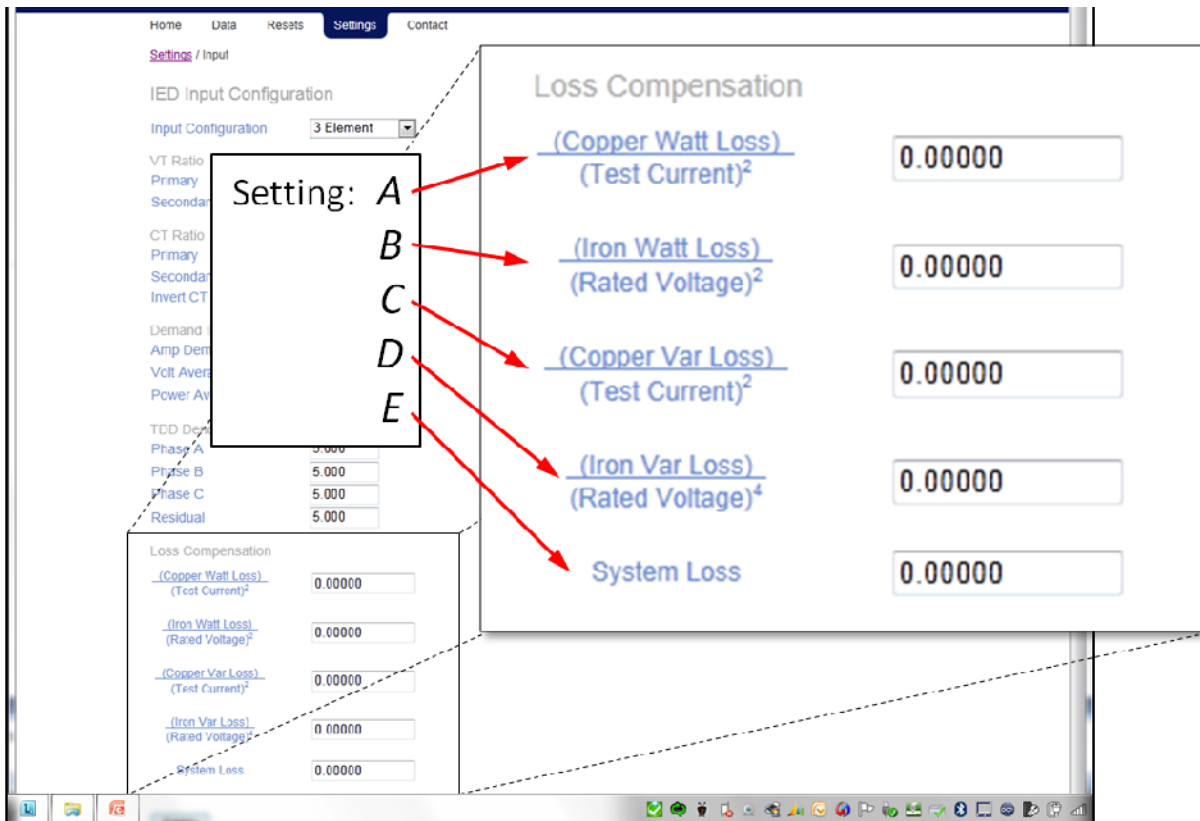 Home Data Resets Settings Contact
Settings / Input
IED Input Configuration
Input Configuration 3 Element
VT Ratio
Primary
CT Ratio
Primary
Invert CT
Demand
Phase A 5.000
Phase B 5.000
Phase C 5.000
Residual 5.000
Loss Compensation
(Copper Watt Loss)
(Test Current)² 0.00000
(Iron Watt Loss)
(Rated Voltage)² 0.00000
(Copper Var Loss)
(Test Current)² 0.00000
(Iron Var Loss)
(Rated Voltage)⁴ 0.00000
System Loss 0.00000
Setting: A
B
C
D
E
Loss Compensation
(Copper Watt Loss)
(Test Current)² 0.00000
(Iron Watt Loss)
(Rated Voltage)² 0.00000
(Copper Var Loss)
(Test Current)² 0.00000
(Iron Var Loss)
(Rated Voltage)⁴ 0.00000
System Loss 0.00000